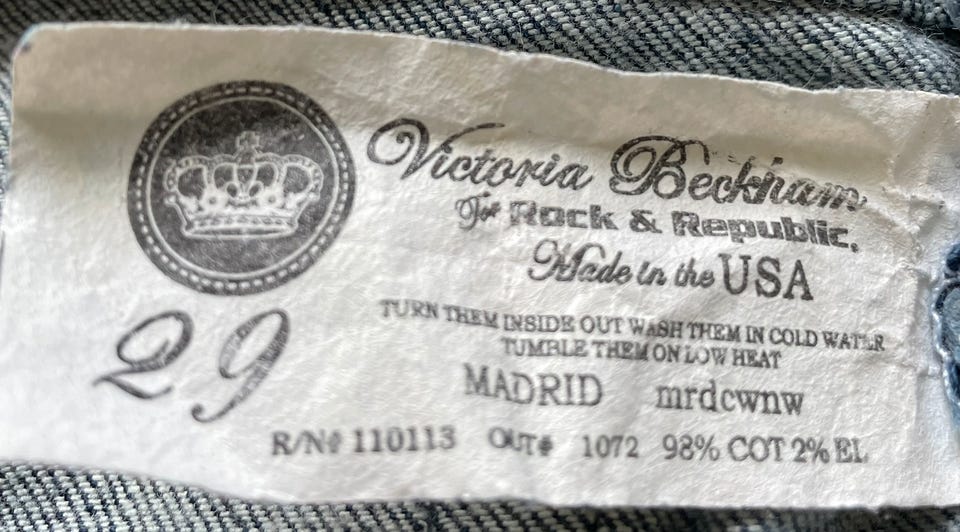 Victoria Beckham
For Rock & Republic.
Made in the USA
29
TURN THEM INSIDE OUT WASH THEM IN COLD WATER
TUMBLE THEM ON LOW HEAT
MADRID mrdcwnw
R/N# 110113 OUT# 1072 98% COT 2% EL